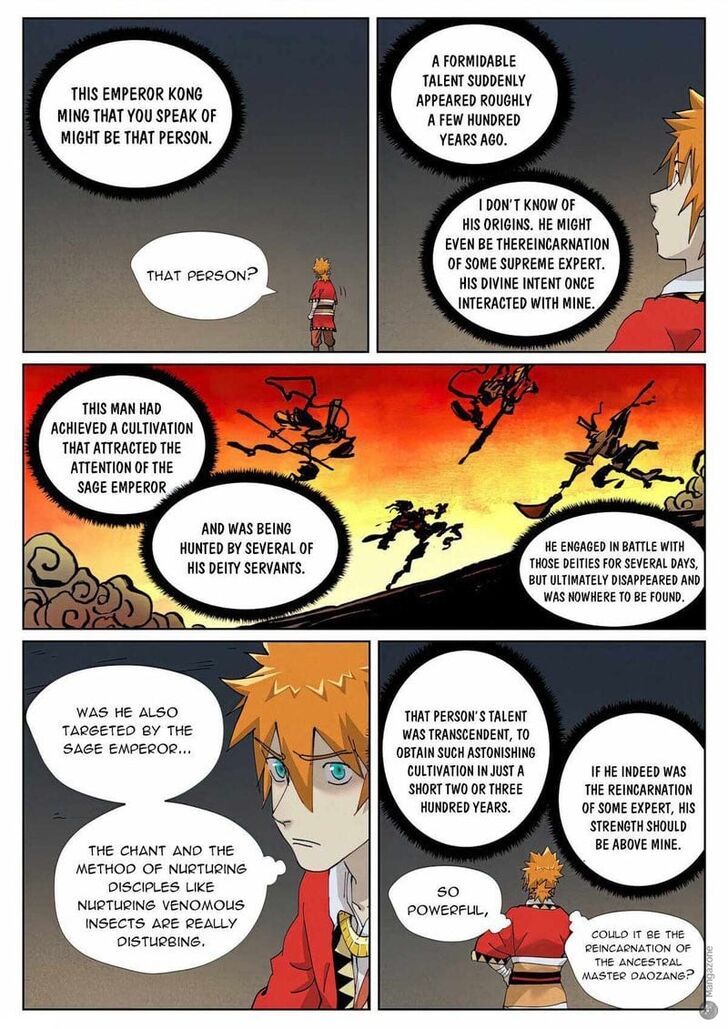 THIS EMPEROR KONG
MING THAT YOU SPEAK OF
MIGHT BE THAT PERSON.
THAT PERSON?
A FORMIDABLE
TALENT SUDDENLY
APPEARED ROUGHLY
A FEW HUNDRED
YEARS AGO.
I DON'T KNOW OF
HIS ORIGINS. HE MIGHT
EVEN BE THEREINCARNATION
OF SOME SUPREME EXPERT.
HIS DIVINE INTENT ONCE
INTERACTED WITH MINE.
THIS MAN HAD
ACHIEVED A CULTIVATION
THAT ATTRACTED THE
ATTENTION OF THE
SAGE EMPEROR
AND WAS BEING
HUNTED BY SEVERAL OF
HIS DEITY SERVANTS.
HE ENGAGED IN BATTLE WITH
THOSE DEITIES FOR SEVERAL DAYS,
BUT ULTIMATELY DISAPPEARED AND
WAS NOWHERE TO BE FOUND.
WAS HE ALSO
TARGETED BY THE
SAGE EMPEROR...
THE CHANT AND THE
METHOD OF NURTURING
DISCIPLES LIKE
NURTURING VENOMOUS
INSECTS ARE REALLY
DISTURBING.
THAT PERSON'S TALENT
WAS TRANSCENDENT, TO
OBTAIN SUCH ASTONISHING
CULTIVATION IN JUST A
SHORT TWO OR THREE
HUNDRED YEARS.
IF HE INDEED WAS
THE REINCARNATION
OF SOME EXPERT, HIS
STRENGTH SHOULD
BE ABOVE MINE.
SO
POWERFUL,
COULD IT BE THE
REINCARNATION OF
THE ANCESTRAL
MASTER DAOZANG?
Mangazone